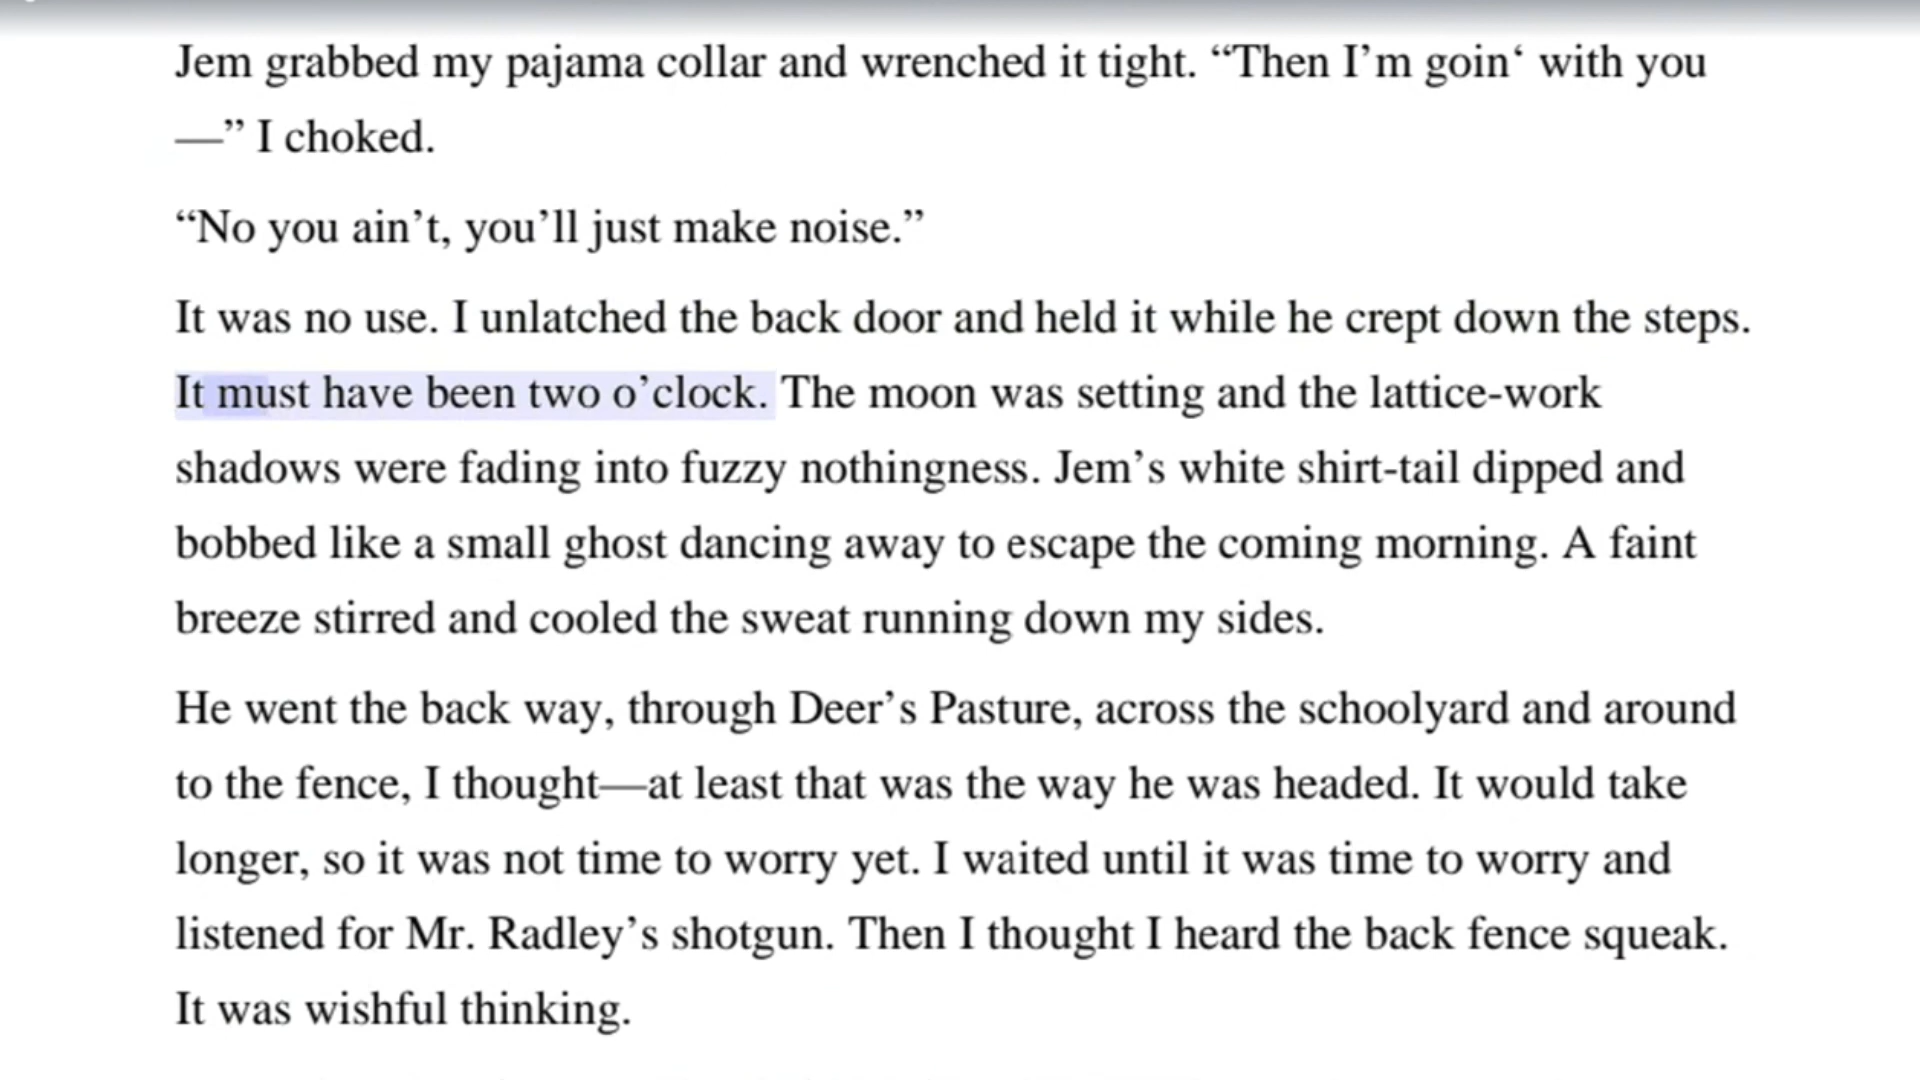 Jem grabbed my pajama collar and wrenched it tight. “Then I’m goin‘ with you
—” I choked.
“No you ain’t, you’ll just make noise.”
It was no use. I unlatched the back door and held it while he crept down the steps.
It must have been two o’clock. The moon was setting and the lattice-work
shadows were fading into fuzzy nothingness. Jem’s white shirt-tail dipped and
bobbed like a small ghost dancing away to escape the coming morning. A faint
breeze stirred and cooled the sweat running down my sides.
He went the back way, through Deer’s Pasture, across the schoolyard and around
to the fence, I thought—at least that was the way he was headed. It would take
longer, so it was not time to worry yet. I waited until it was time to worry and
listened for Mr. Radley’s shotgun. Then I thought I heard the back fence squeak.
It was wishful thinking.